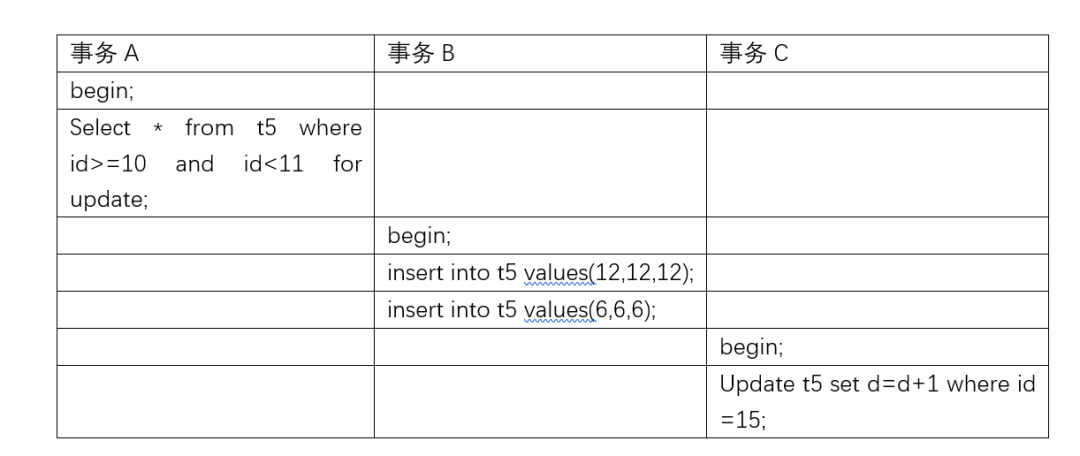 事务 A 事务 B 事务 C
begin;
Select * from t5 where
id>=10 and id<11 for
update;
begin;
insert into t5 values(12,12,12);
insert into t5 values(6,6,6);
begin;
Update t5 set d=d+1 where id
=15;